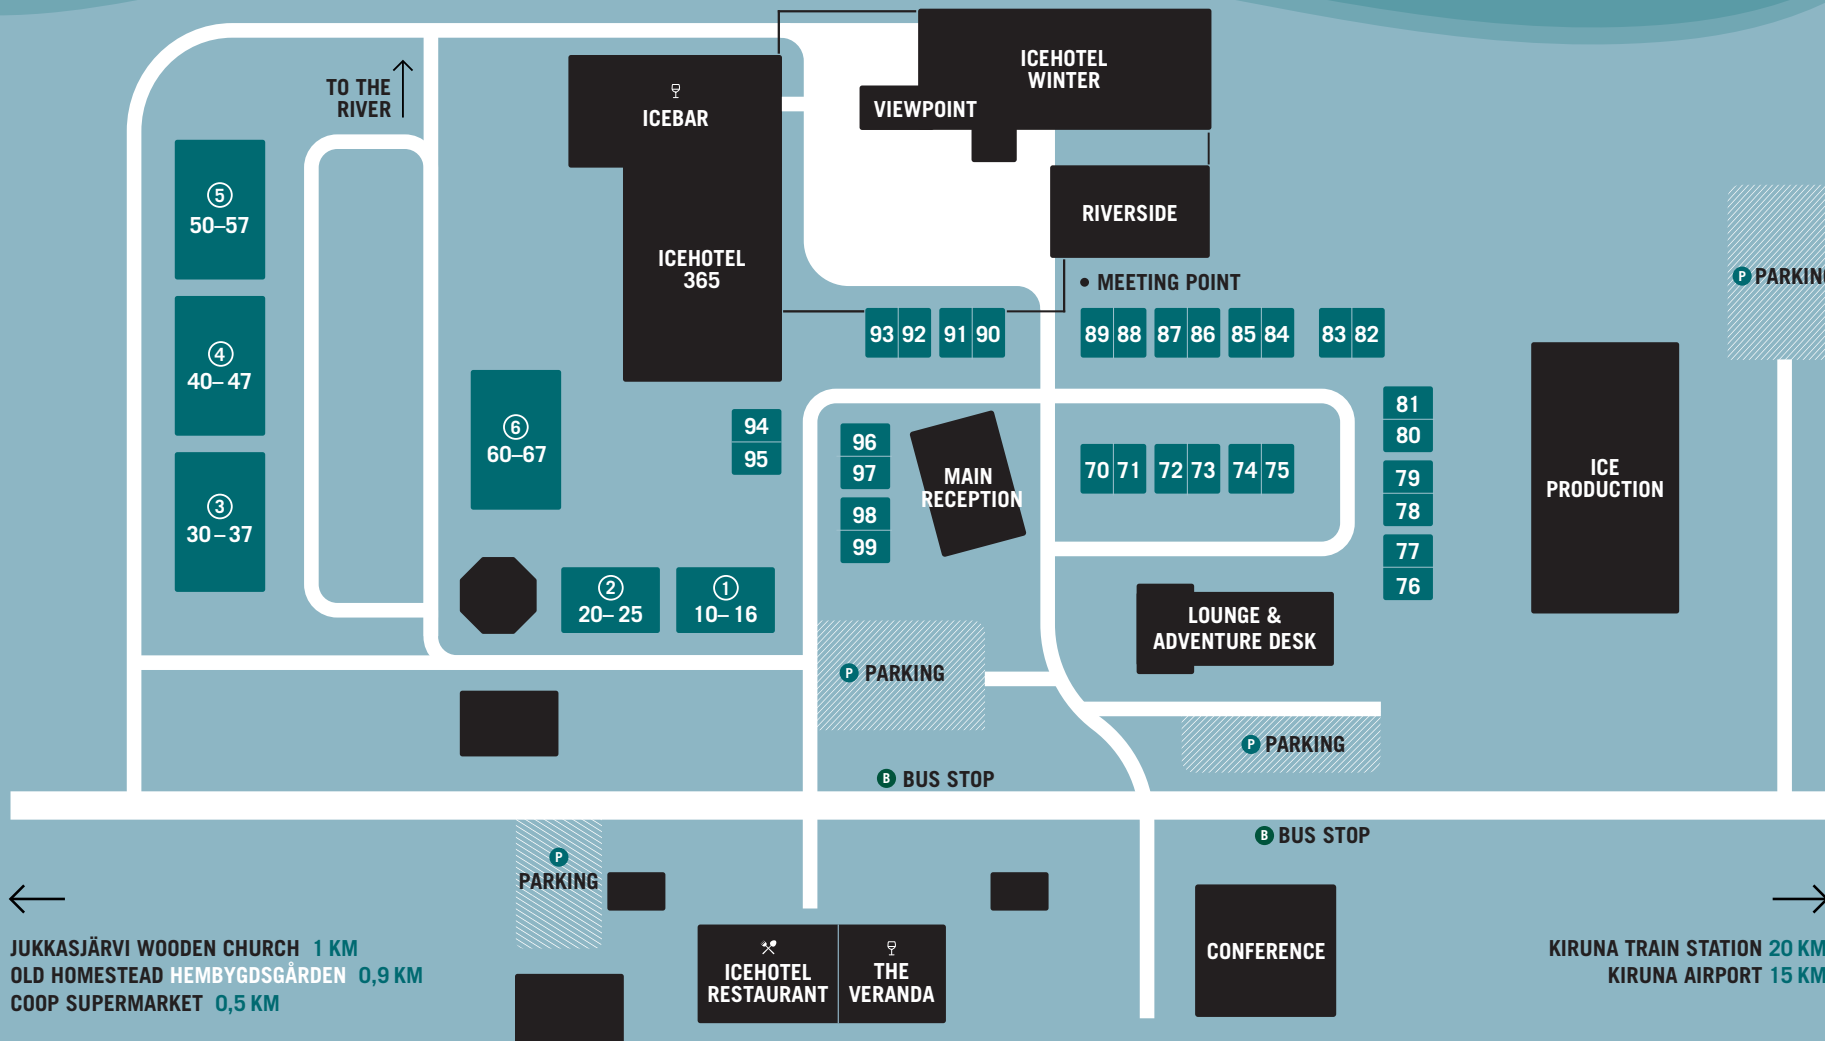 ICEHOTEL
WINTER
TO THE
RIVER
ICEBAR
VIEWPOINT
5
50–57
RIVERSIDE
ICEHOTEL
365
MEETING POINT
P PARKING
93 92 91 90 89 88 87 86 85 84 83 82
4
40–47
6
60–67
94
95
96
97
98
99
MAIN
RECEPTION
70 71 72 73 74 75
81
80
79
78
77
76
ICE
PRODUCTION
3
30–37
2
20–25
1
10–16
LOUNGE &
ADVENTURE DESK
P PARKING
P PARKING
B BUS STOP
B BUS STOP
P
PARKING
JUKKASJÄRVI WOODEN CHURCH 1 KM
OLD HOMESTEAD HEMBYGDSGÅRDEN 0,9 KM
COOP SUPERMARKET 0,5 KM
ICEHOTEL
RESTAURANT
THE
VERANDA
CONFERENCE
KIRUNA TRAIN STATION 20 KM
KIRUNA AIRPORT 15 KM